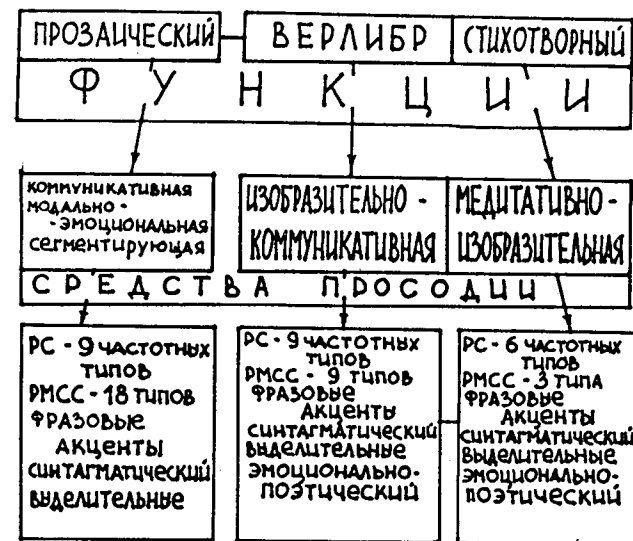 ПРОЗАИЧЕСКИЙ ВЕРЛИБР СТИХОТВОРНЫЙ
ФУНКЦИИ
КОММУНИКАТИВНАЯ
МОДАЛЬНО-
-ЭМОЦИОНАЛЬНАЯ
СЕГМЕНТИРУЮЩАЯ
ИЗОБРАЗИТЕЛЬНО-
КОММУНИКАТИВНАЯ
МЕДИТАТИВНО-
ИЗОБРАЗИТЕЛЬНАЯ
СРЕДСТВА ПРОСОДИИ
РС - 9 ЧАСТОТНЫХ
ТИПОВ
РМСС - 18 ТИПОВ
ФРАЗОВЫЕ
АКЦЕНТЫ
СИНТАГМАТИЧЕСКИЙ
ВЫДЕЛИТЕЛЬНЫЕ
РС - 9 ЧАСТОТНЫХ
ТИПОВ
РМСС - 9 ТИПОВ
ФРАЗОВЫЕ
АКЦЕНТЫ
СИНТАГМАТИЧЕСКИЙ
ВЫДЕЛИТЕЛЬНЫЕ
ЭМОЦИОНАЛЬНО-
ПОЭТИЧЕСКИЙ
РС - 6 ЧАСТОТНЫХ
ТИПОВ
РМСС - 3 ТИПА
ФРАЗОВЫЕ
АКЦЕНТЫ
СИНТАГМАТИЧЕСКИЙ
ВЫДЕЛИТЕЛЬНЫЕ
ЭМОЦИОНАЛЬНО-
ПОЭТИЧЕСКИЙ